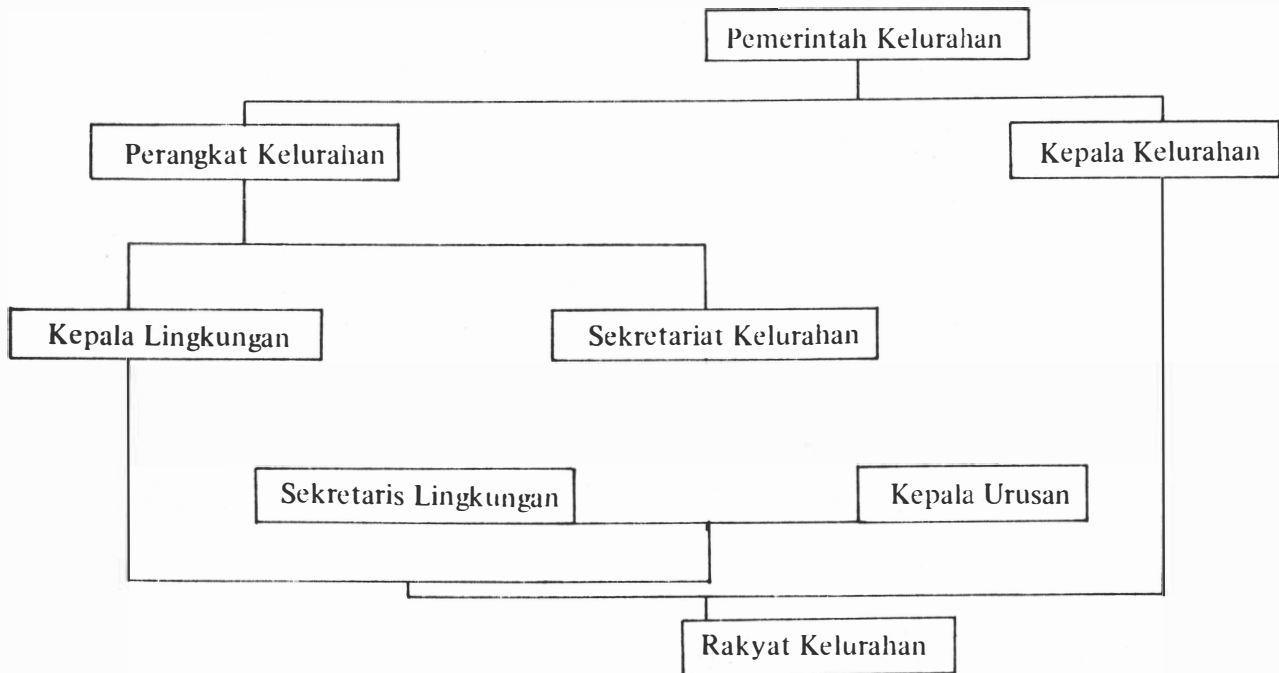 Pemerintah Kelurahan
Perangkat Kelurahan
Kepala Kelurahan
Kepala Lingkungan
Sekretariat Kelurahan
Sekretaris Lingkungan
Kepala Urusan
Rakyat Kelurahan